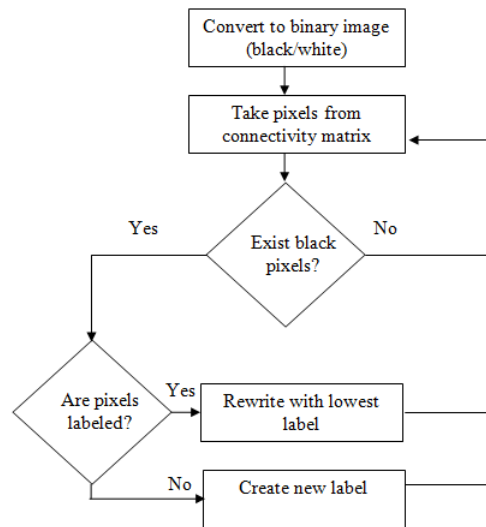 Convert to binary image
(black/white)
Take pixels from
connectivity matrix
Yes
No
Exist black
pixels?
Are pixels
labeled?
Yes
Rewrite with lowest
label
No
Create new label